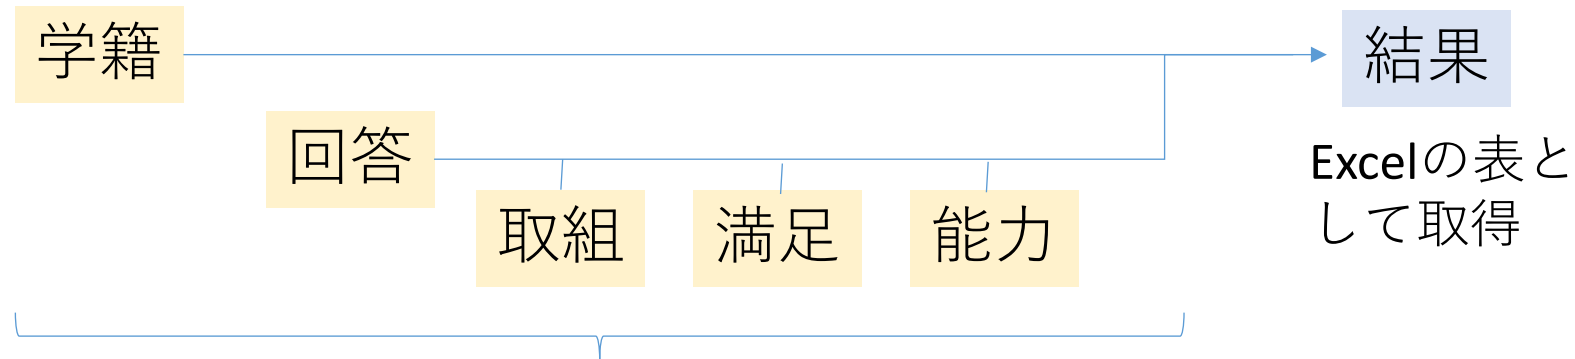 学籍
結果
回答
取組
満足
能力
Excelの表と
して取得